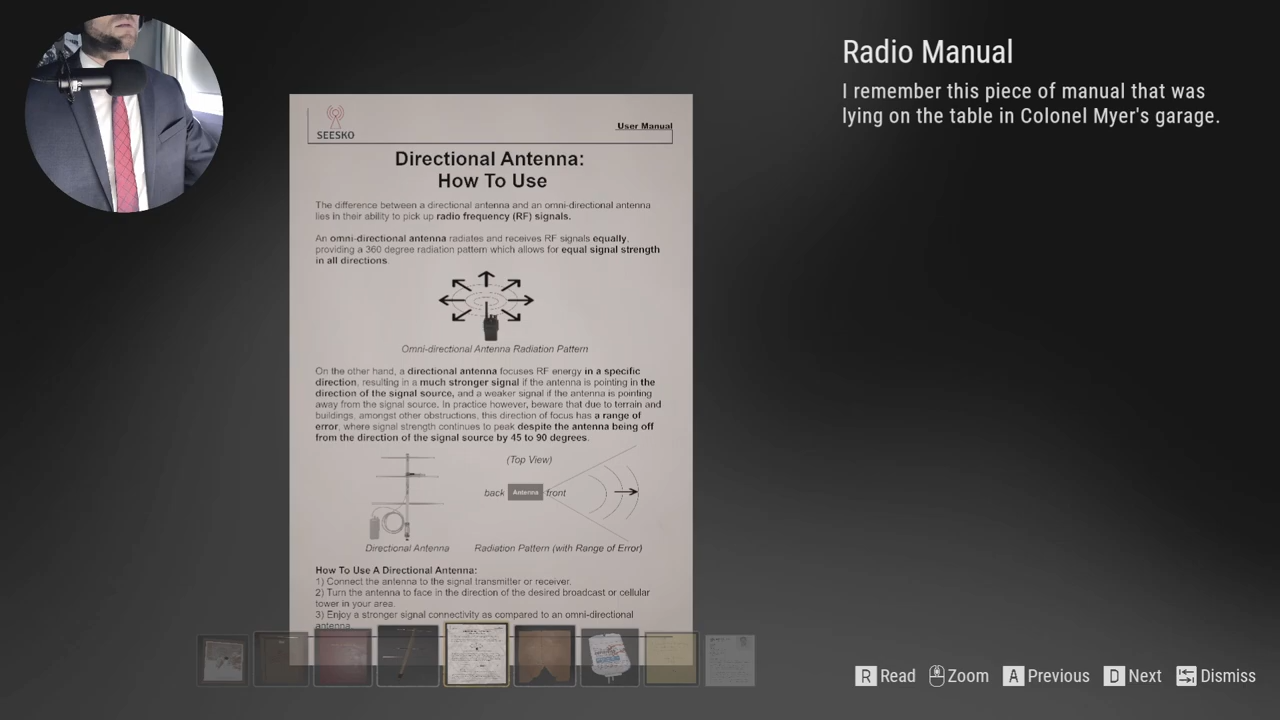 Radio Manual
I remember this piece of manual that was
lying on the table in Colonel Myer's garage.
SEESKO
User Manual
Directional Antenna:
How To Use
The difference between a directional antenna and an omni-directional antenna
lies in their ability to pick up radio frequency (RF) signals.
An omni-directional antenna radiates and receives RF signals equally,
providing a 360 degree radiation pattern which allows for equal signal strength
in all directions.
Omni-directional Antenna Radiation Pattern
On the other hand, a directional antenna focuses RF energy in a specific
direction, resulting in a much stronger signal if the antenna is pointing in the
direction of the signal source, and a weaker signal if the antenna is pointing
away from the signal source. In practice however, beware that due to terrain and
buildings, amongst other obstructions, this direction of focus has a range of
error, where signal strength continues to peak despite the antenna being off
from the direction of the signal source by 45 to 90 degrees.
(Top View)
back Antenna front
Directional Antenna
Radiation Pattern (with Range of Error)
How To Use A Directional Antenna:
1) Connect the antenna to the signal transmitter or receiver.
2) Turn the antenna to face in the direction of the desired broadcast or cellular
tower in your area.
3) Enjoy a stronger signal connectivity as compared to an omni-directional
antenna.
R Read Zoom A Previous D Next Dismiss